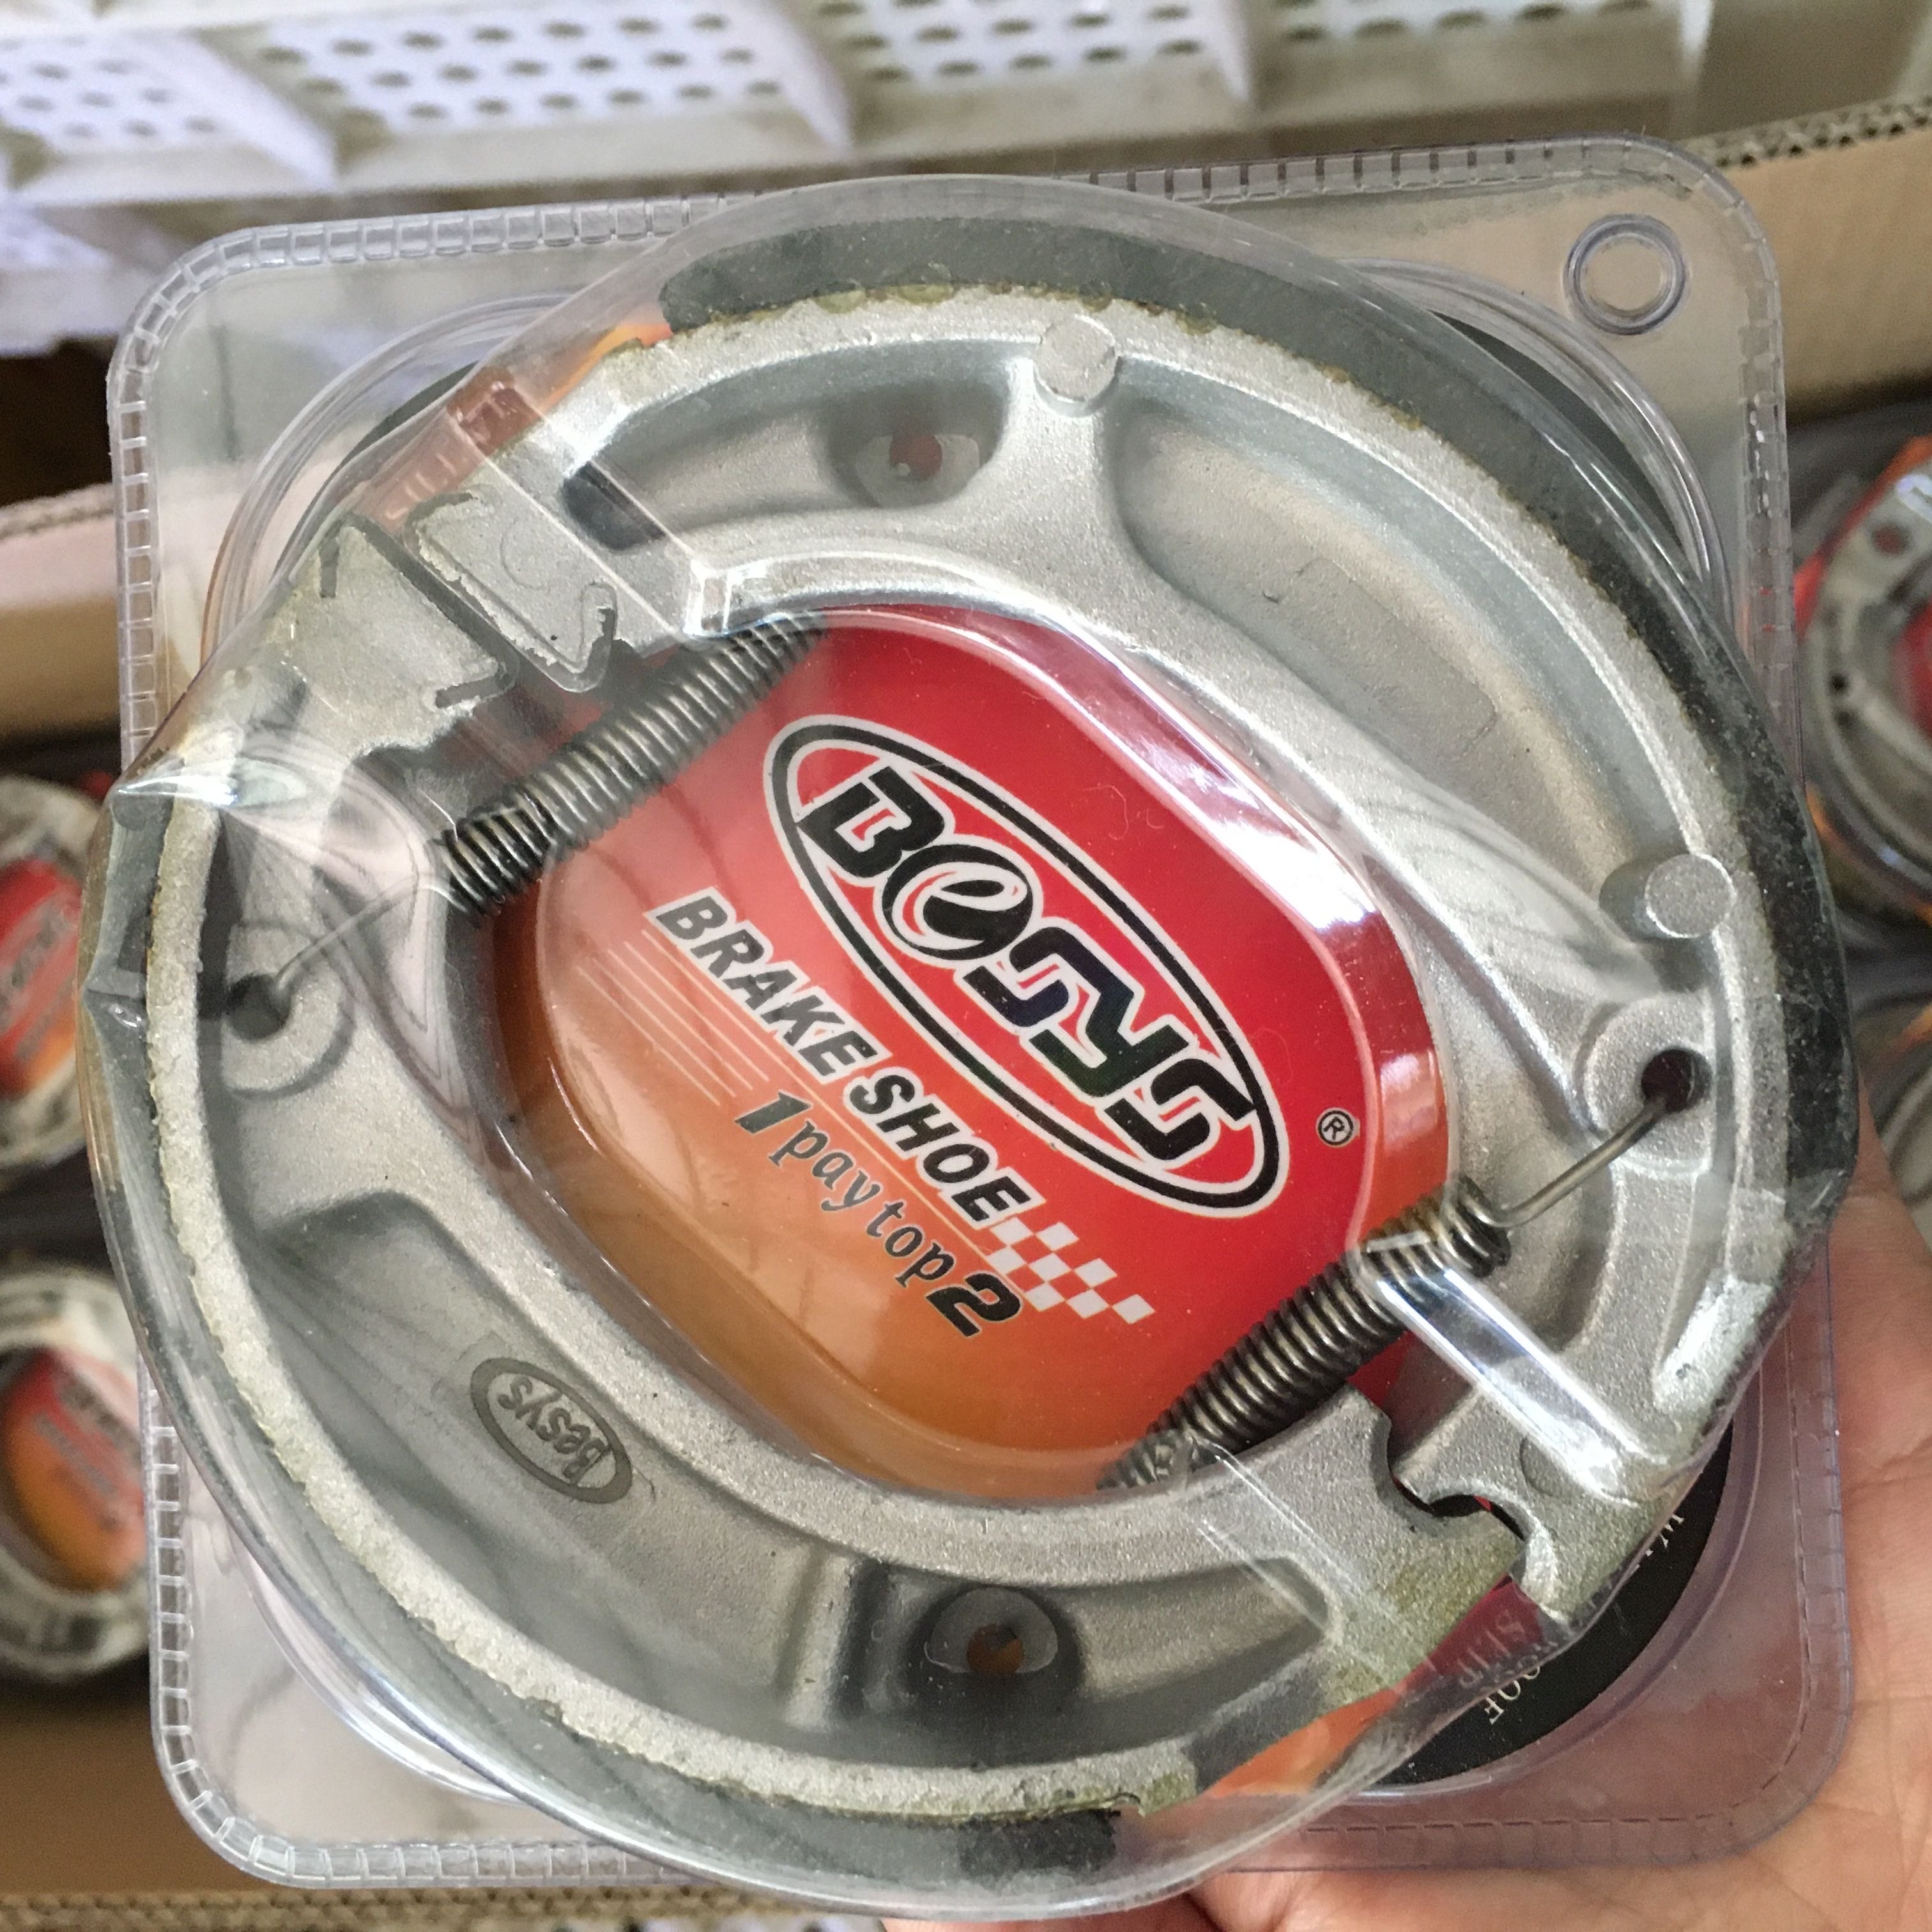 Besys
®
BRAKE SHOE
1 pay top 2
besys